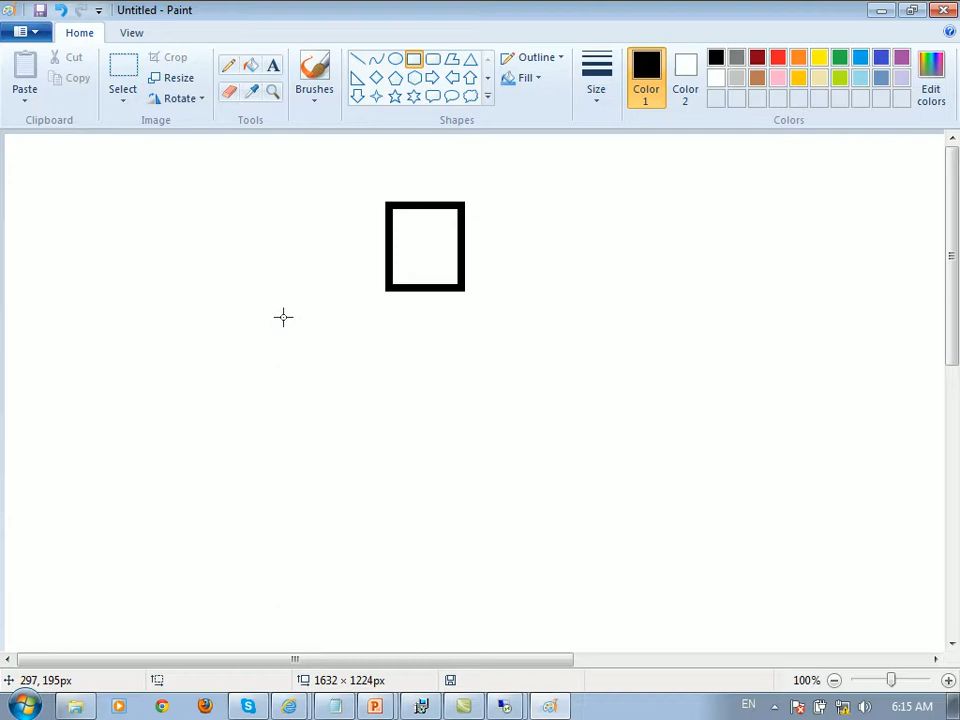 Untitled - Paint
Home View
Paste
Cut
Copy
Clipboard
Select
Crop
Resize
Rotate
Image
A
Tools
Brushes
Outline
Fill
Shapes
Size
Color 1
Color 2
Edit colors
Colors
297, 195px
1632 × 1224px
100%
EN
6:15 AM